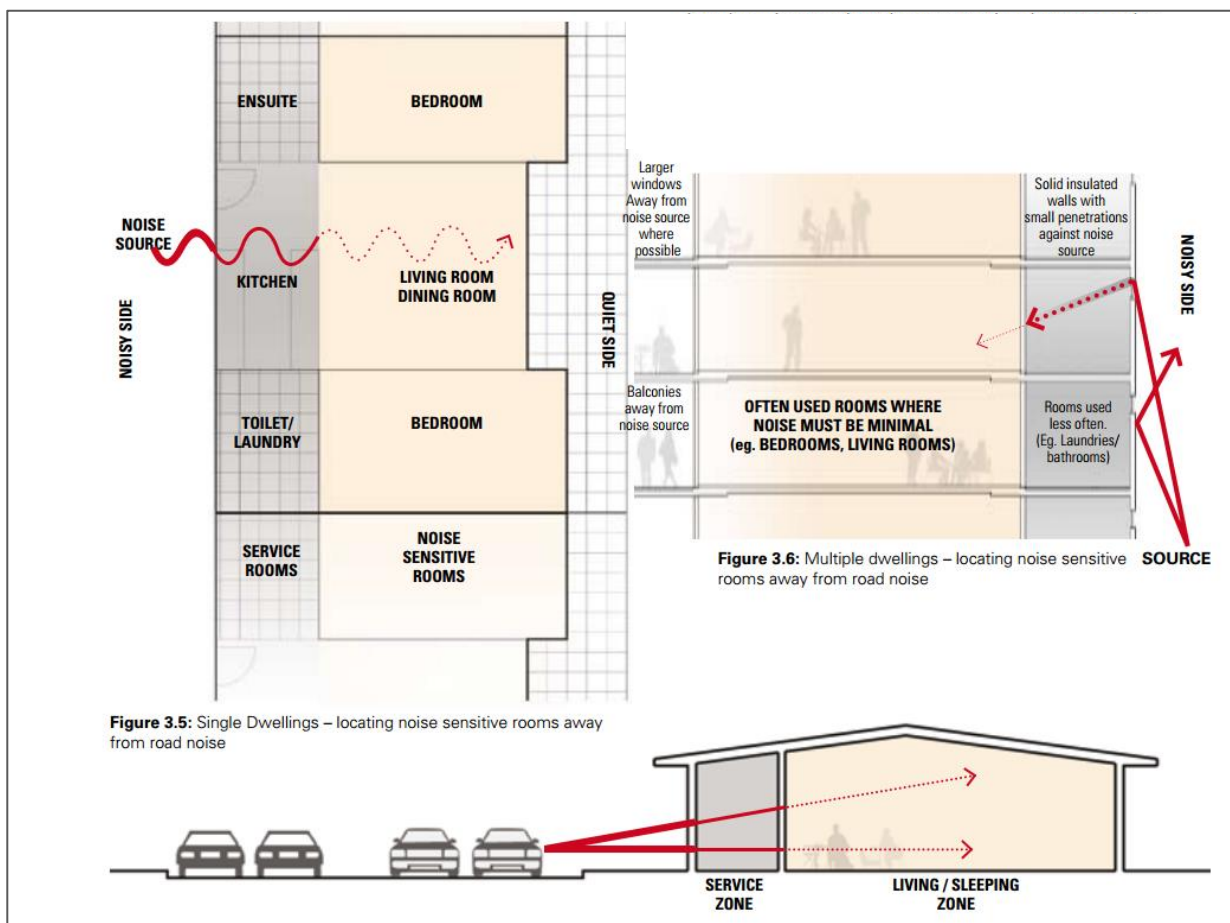 ENSUITE
BEDROOM
NOISE
SOURCE
KITCHEN
LIVING ROOM
DINING ROOM
NOISY SIDE
QUIET SIDE
TOILET/
LAUNDRY
BEDROOM
SERVICE
ROOMS
NOISE
SENSITIVE
ROOMS
Figure 3.5: Single Dwellings – locating noise sensitive rooms away
from road noise
Larger
windows
Away from
noise source
where
possible
Solid insulated
walls with
small penetrations
against noise
source
NOISY SIDE
Balconies
away from
noise source
OFTEN USED ROOMS WHERE
NOISE MUST BE MINIMAL
(eg. BEDROOMS, LIVING ROOMS)
Rooms used
less often.
(Eg. Laundries/
bathrooms)
Figure 3.6: Multiple dwellings – locating noise sensitive
rooms away from road noise
SOURCE
SERVICE
ZONE
LIVING / SLEEPING
ZONE